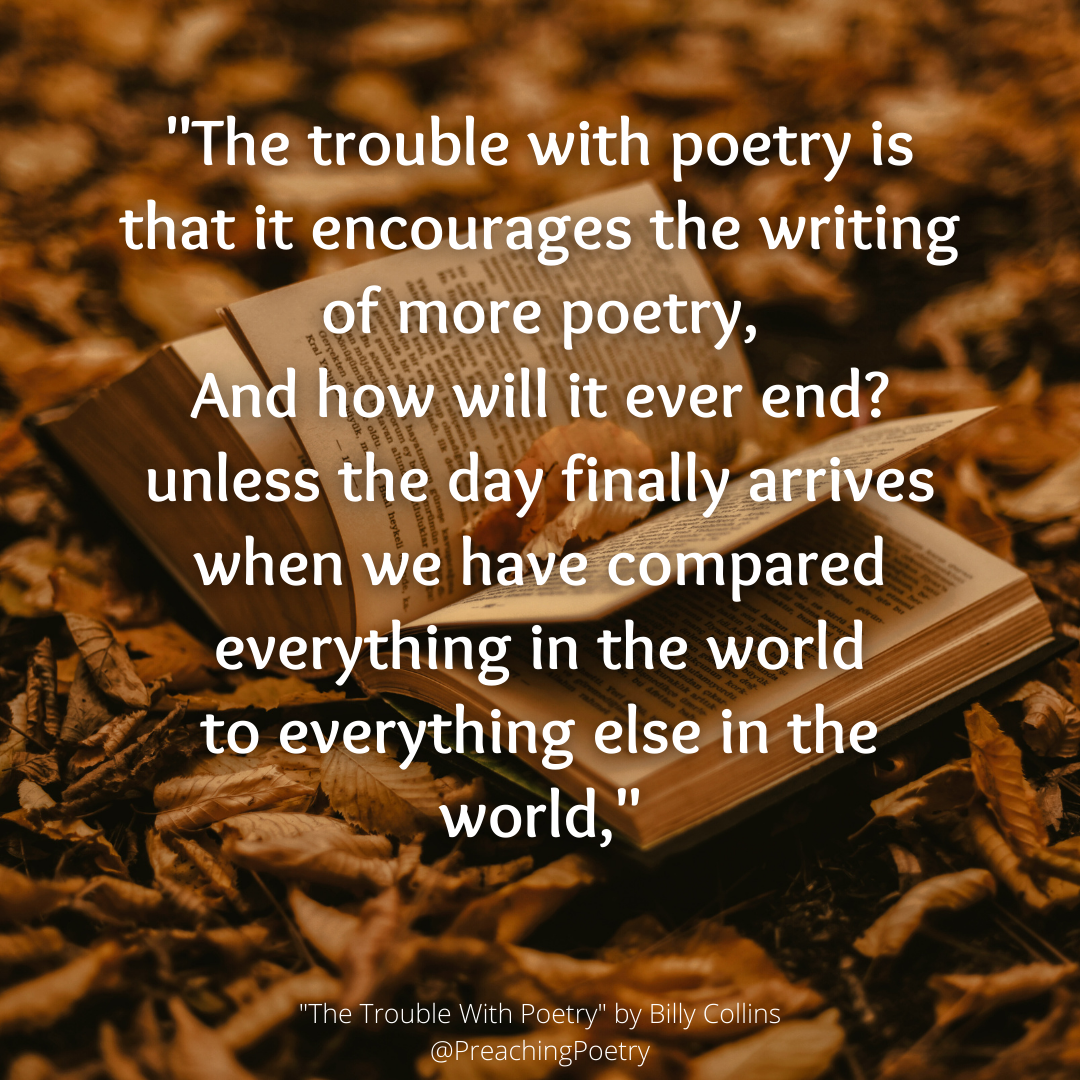 "The trouble with poetry is
that it encourages the writing
of more poetry,
And how will it ever end?
unless the day finally arrives
when we have compared
everything in the world
to everything else in the
world,"
"The Trouble With Poetry" by Billy Collins
@PreachingPoetry